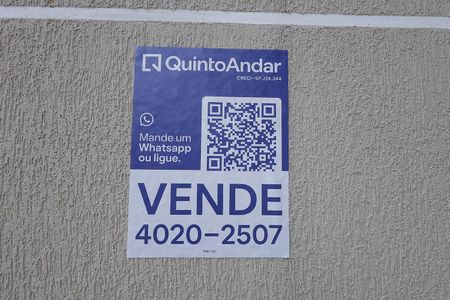 QuintoAndar
CRECI-SP J24.344
Mande um
Whatsapp
ou ligue.
VENDE
4020-2507